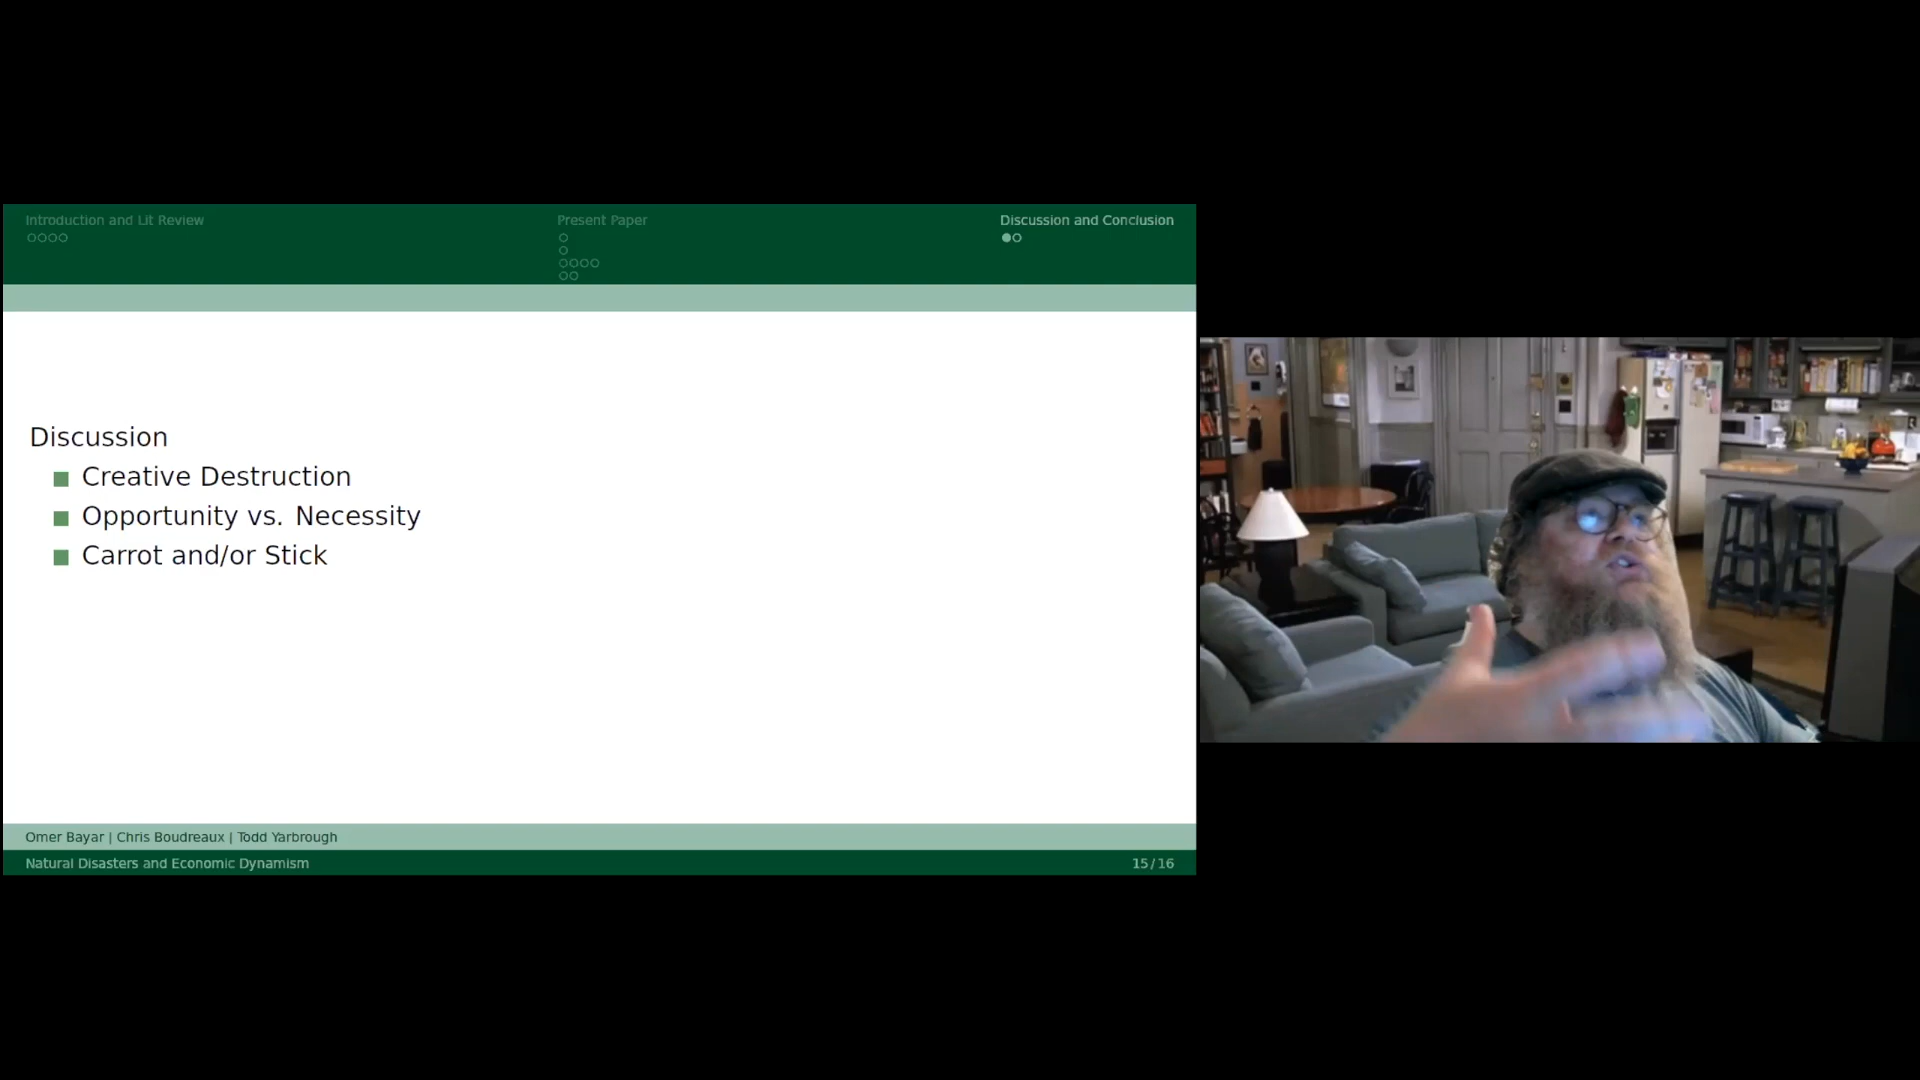 Introduction and Lit Review
Present Paper
Discussion and Conclusion
Discussion
Creative Destruction
Opportunity vs. Necessity
Carrot and/or Stick
Omer Bayar | Chris Boudreaux | Todd Yarbrough
Natural Disasters and Economic Dynamism
15/16